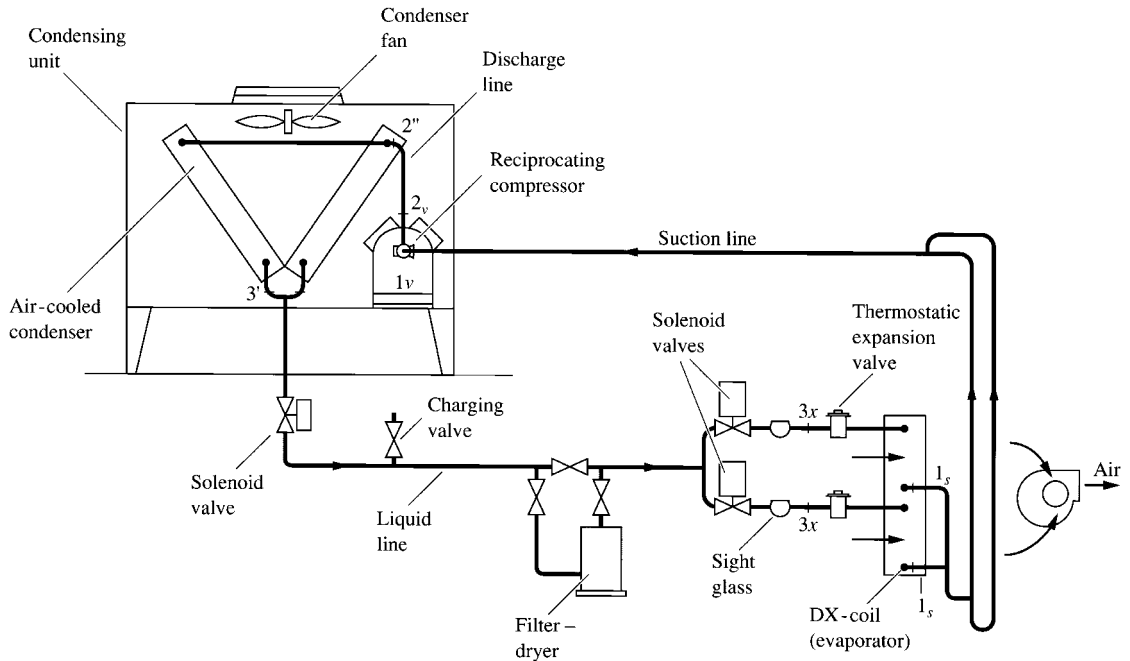 Condenser
fan
Condensing
unit
Discharge
line
2"
Reciprocating
compressor
2v
Suction line
1v
3'
Air-cooled
condenser
Solenoid
valves
Thermostatic
expansion
valve
Charging
valve
3x
Solenoid
valve
Air
1s
Liquid
line
3x
Sight
glass
1s
DX-coil
(evaporator)
Filter –
dryer